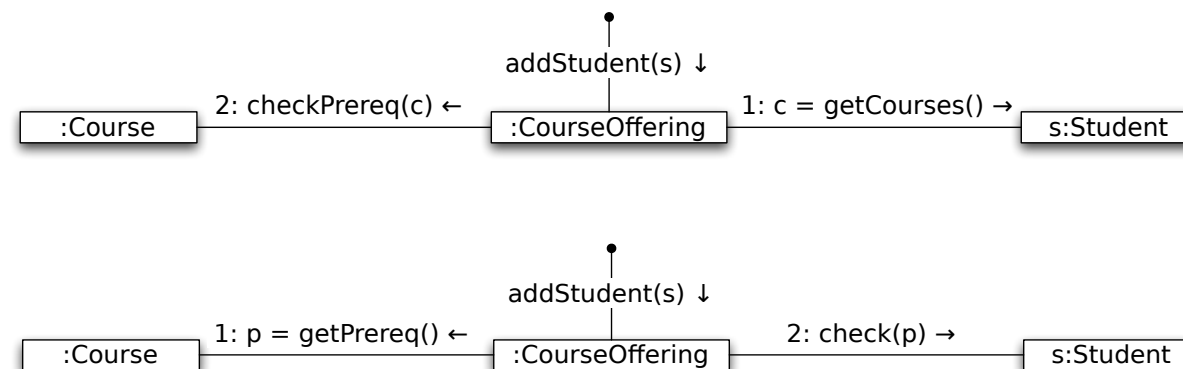 addStudent(s) ↓
2: checkPrereq(c) ←
1: c = getCourses() →
:Course
:CourseOffering
s:Student
addStudent(s) ↓
1: p = getPrereq() ←
2: check(p) →
:Course
:CourseOffering
s:Student